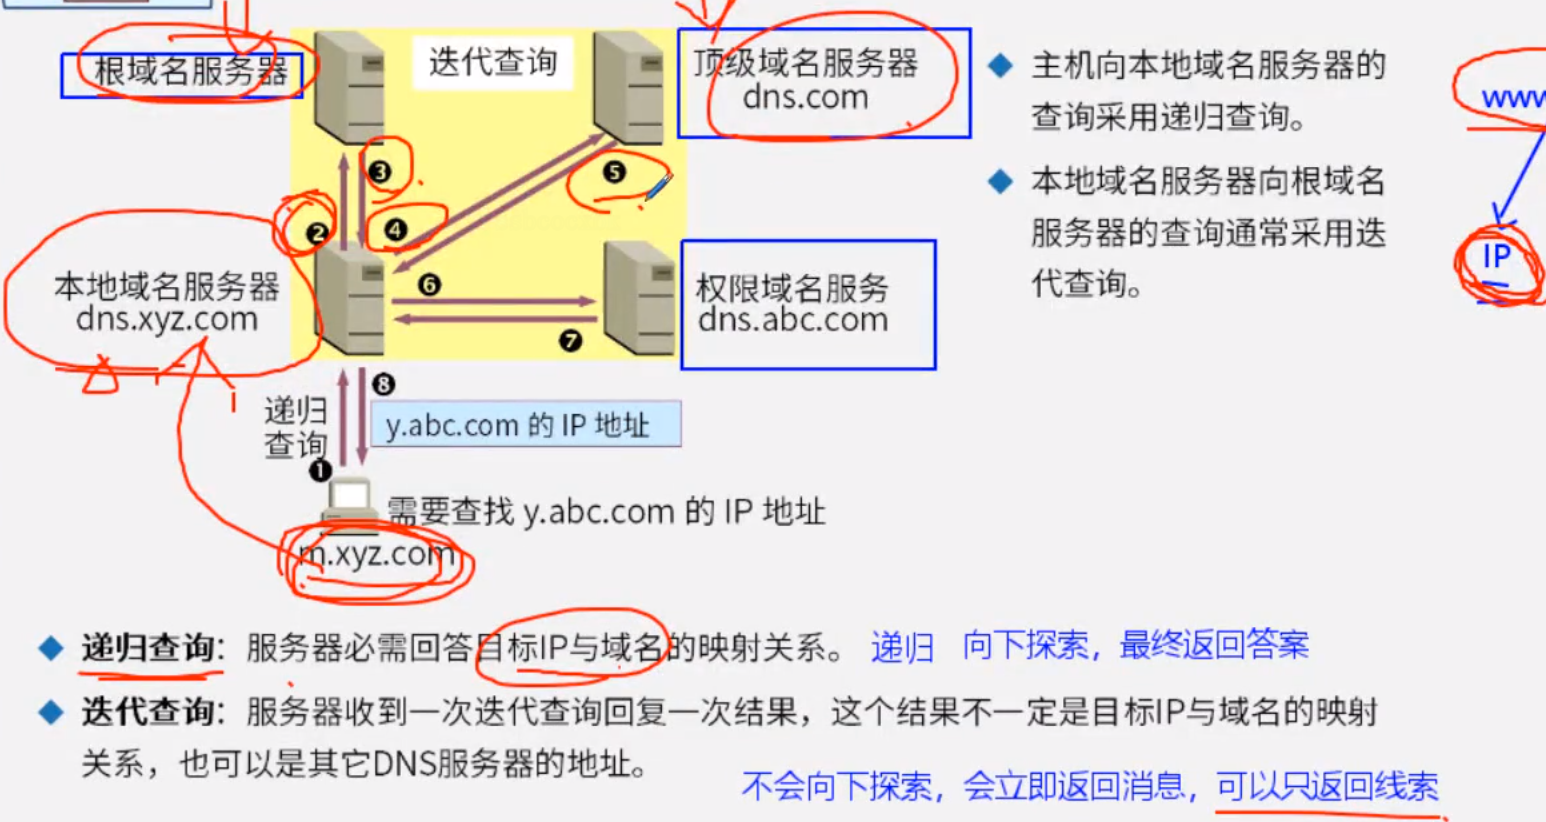 根域名服务器
迭代查询
顶级域名服务器
dns.com
主机向本地域名服务器的
查询采用递归查询。
www
❸
❺
本地域名服务器向根域名
服务器的查询通常采用迭
代查询。
❷
❹
IP
本地域名服务器
dns.xyz.com
❻
权限域名服务
dns.abc.com
❼
❽
递归
查询
y.abc.com 的 IP 地址
❶
需要查找 y.abc.com 的 IP 地址
m.xyz.com
递归查询：服务器必需回答目标IP与域名的映射关系。 递归 向下探索，最终返回答案
迭代查询：服务器收到一次迭代查询回复一次结果，这个结果不一定是目标IP与域名的映射
关系，也可以是其它DNS服务器的地址。
不会向下探索，会立即返回消息，可以只返回线索